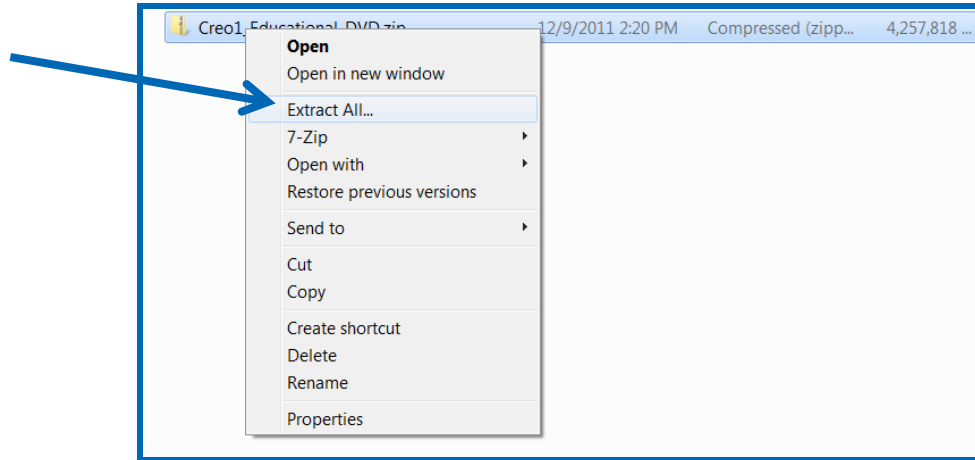 Creo1_Educational_DVD.zip 12/9/2011 2:20 PM Compressed (zipp... 4,257,818 ...
Open
Open in new window
Extract All...
7-Zip
Open with
Restore previous versions
Send to
Cut
Copy
Create shortcut
Delete
Rename
Properties